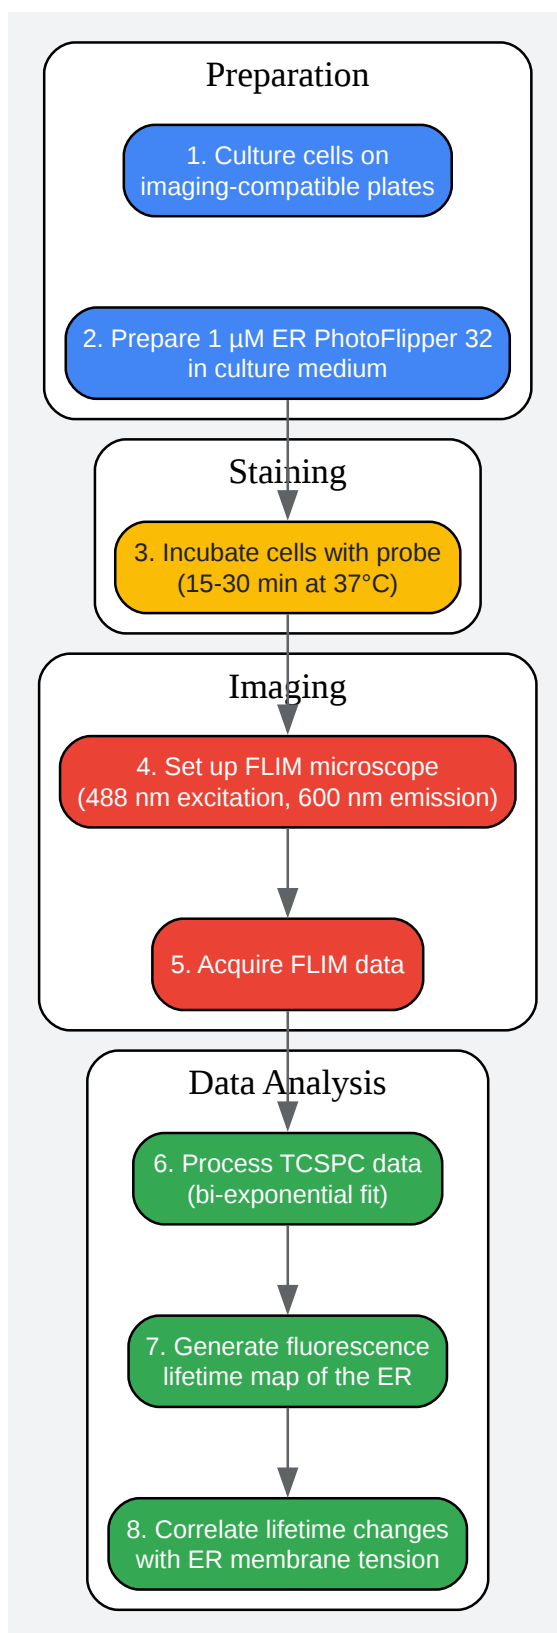 Preparation
1. Culture cells on
imaging-compatible plates
2. Prepare 1 µM ER PhotoFlipper 32
in culture medium
Staining
3. Incubate cells with probe
(15-30 min at 37°C)
Imaging
4. Set up FLIM microscope
(488 nm excitation, 600 nm emission)
5. Acquire FLIM data
Data Analysis
6. Process TCSPC data
(bi-exponential fit)
7. Generate fluorescence
lifetime map of the ER
8. Correlate lifetime changes
with ER membrane tension